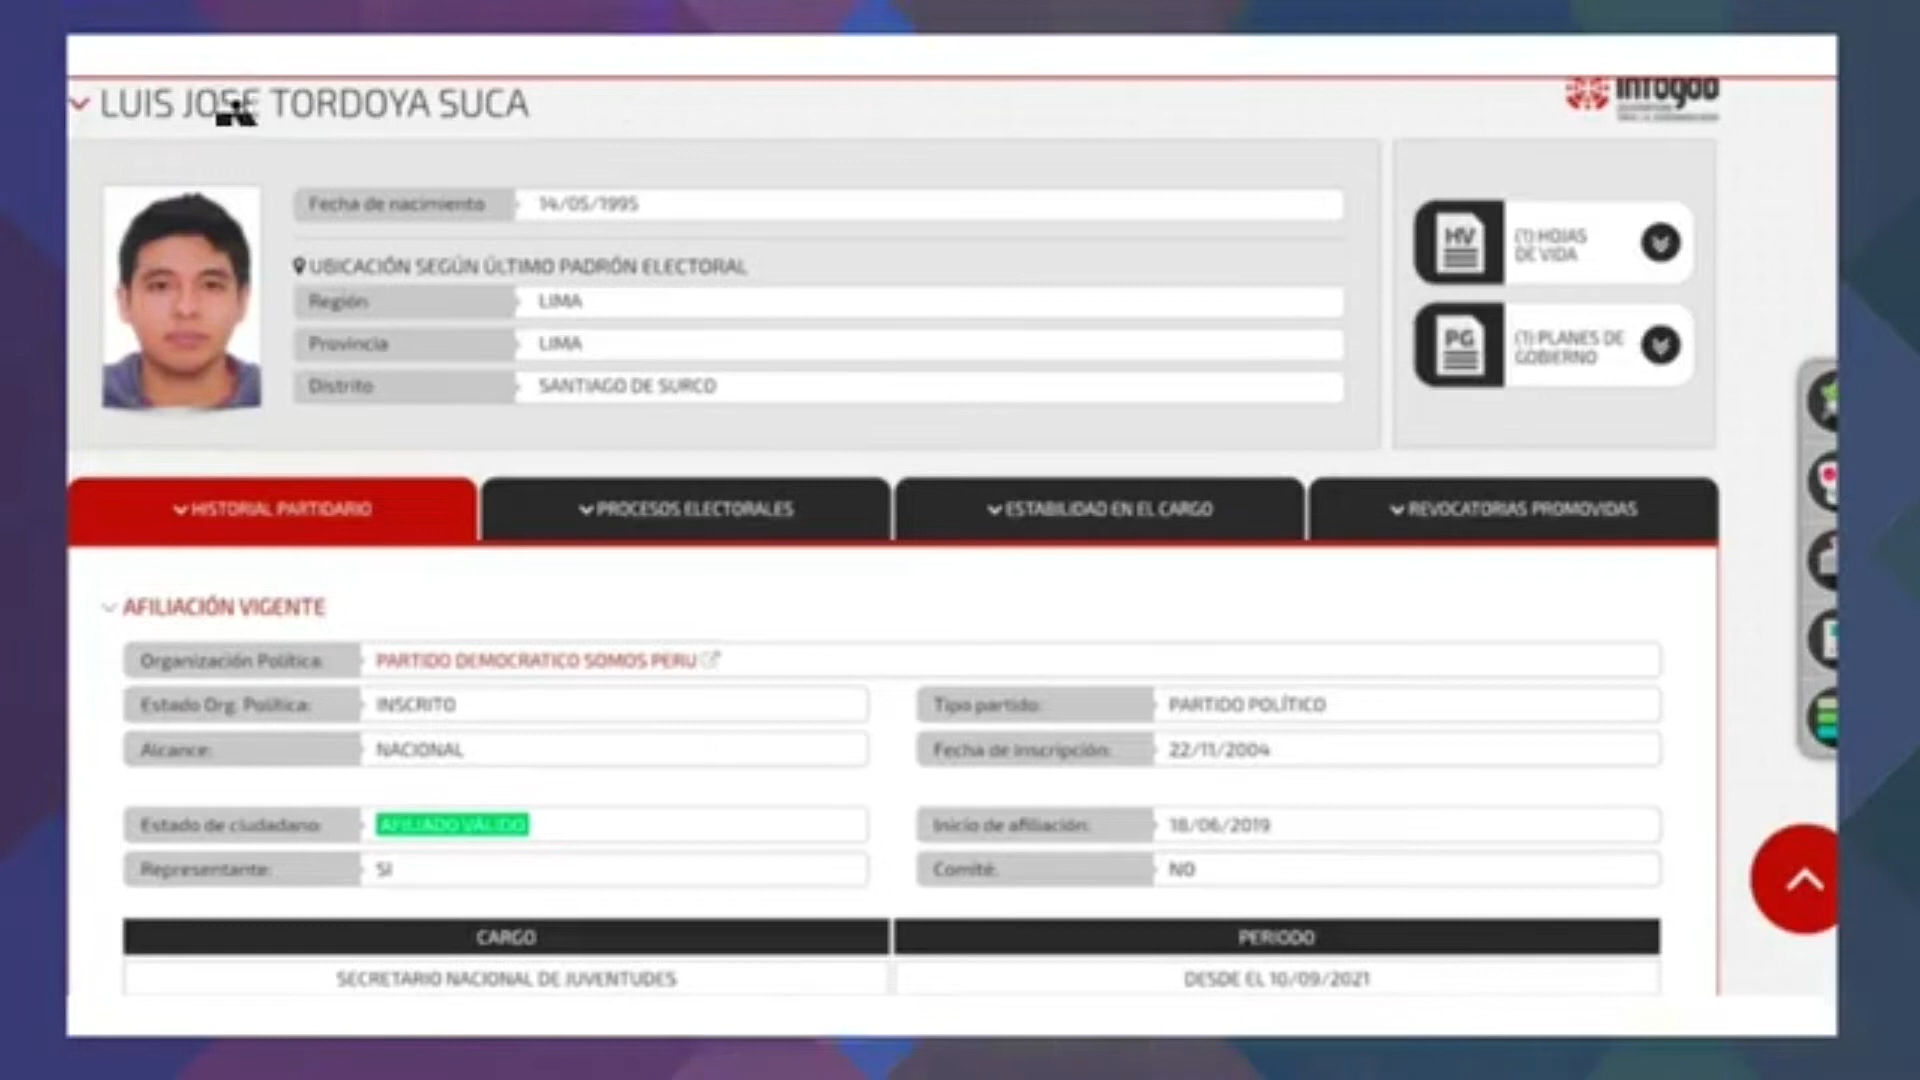 LUIS JOSE TORDOYA SUCA
infogob
Fecha de nacimiento 14/05/1995
UBICACIÓN SEGÚN ÚLTIMO PADRÓN ELECTORAL
Región LIMA
Provincia LIMA
Distrito SANTIAGO DE SURCO
HV (1) HOJAS
DE VIDA
PG (1) PLANES DE
GOBIERNO
HISTORIAL PARTIDARIO PROCESOS ELECTORALES ESTABILIDAD EN EL CARGO REVOCATORIAS PROMOVIDAS
AFILIACIÓN VIGENTE
Organización Política: PARTIDO DEMOCRATICO SOMOS PERU
Estado Org. Política: INSCRITO Tipo partido: PARTIDO POLÍTICO
Alcance: NACIONAL Fecha de inscripción: 22/11/2004
Estado de ciudadano: AFILIADO VÁLIDO Inicio de afiliación: 18/06/2019
Representante: SI Comité: NO
CARGO PERIODO
SECRETARIO NACIONAL DE JUVENTUDES DESDE EL 10/09/2021